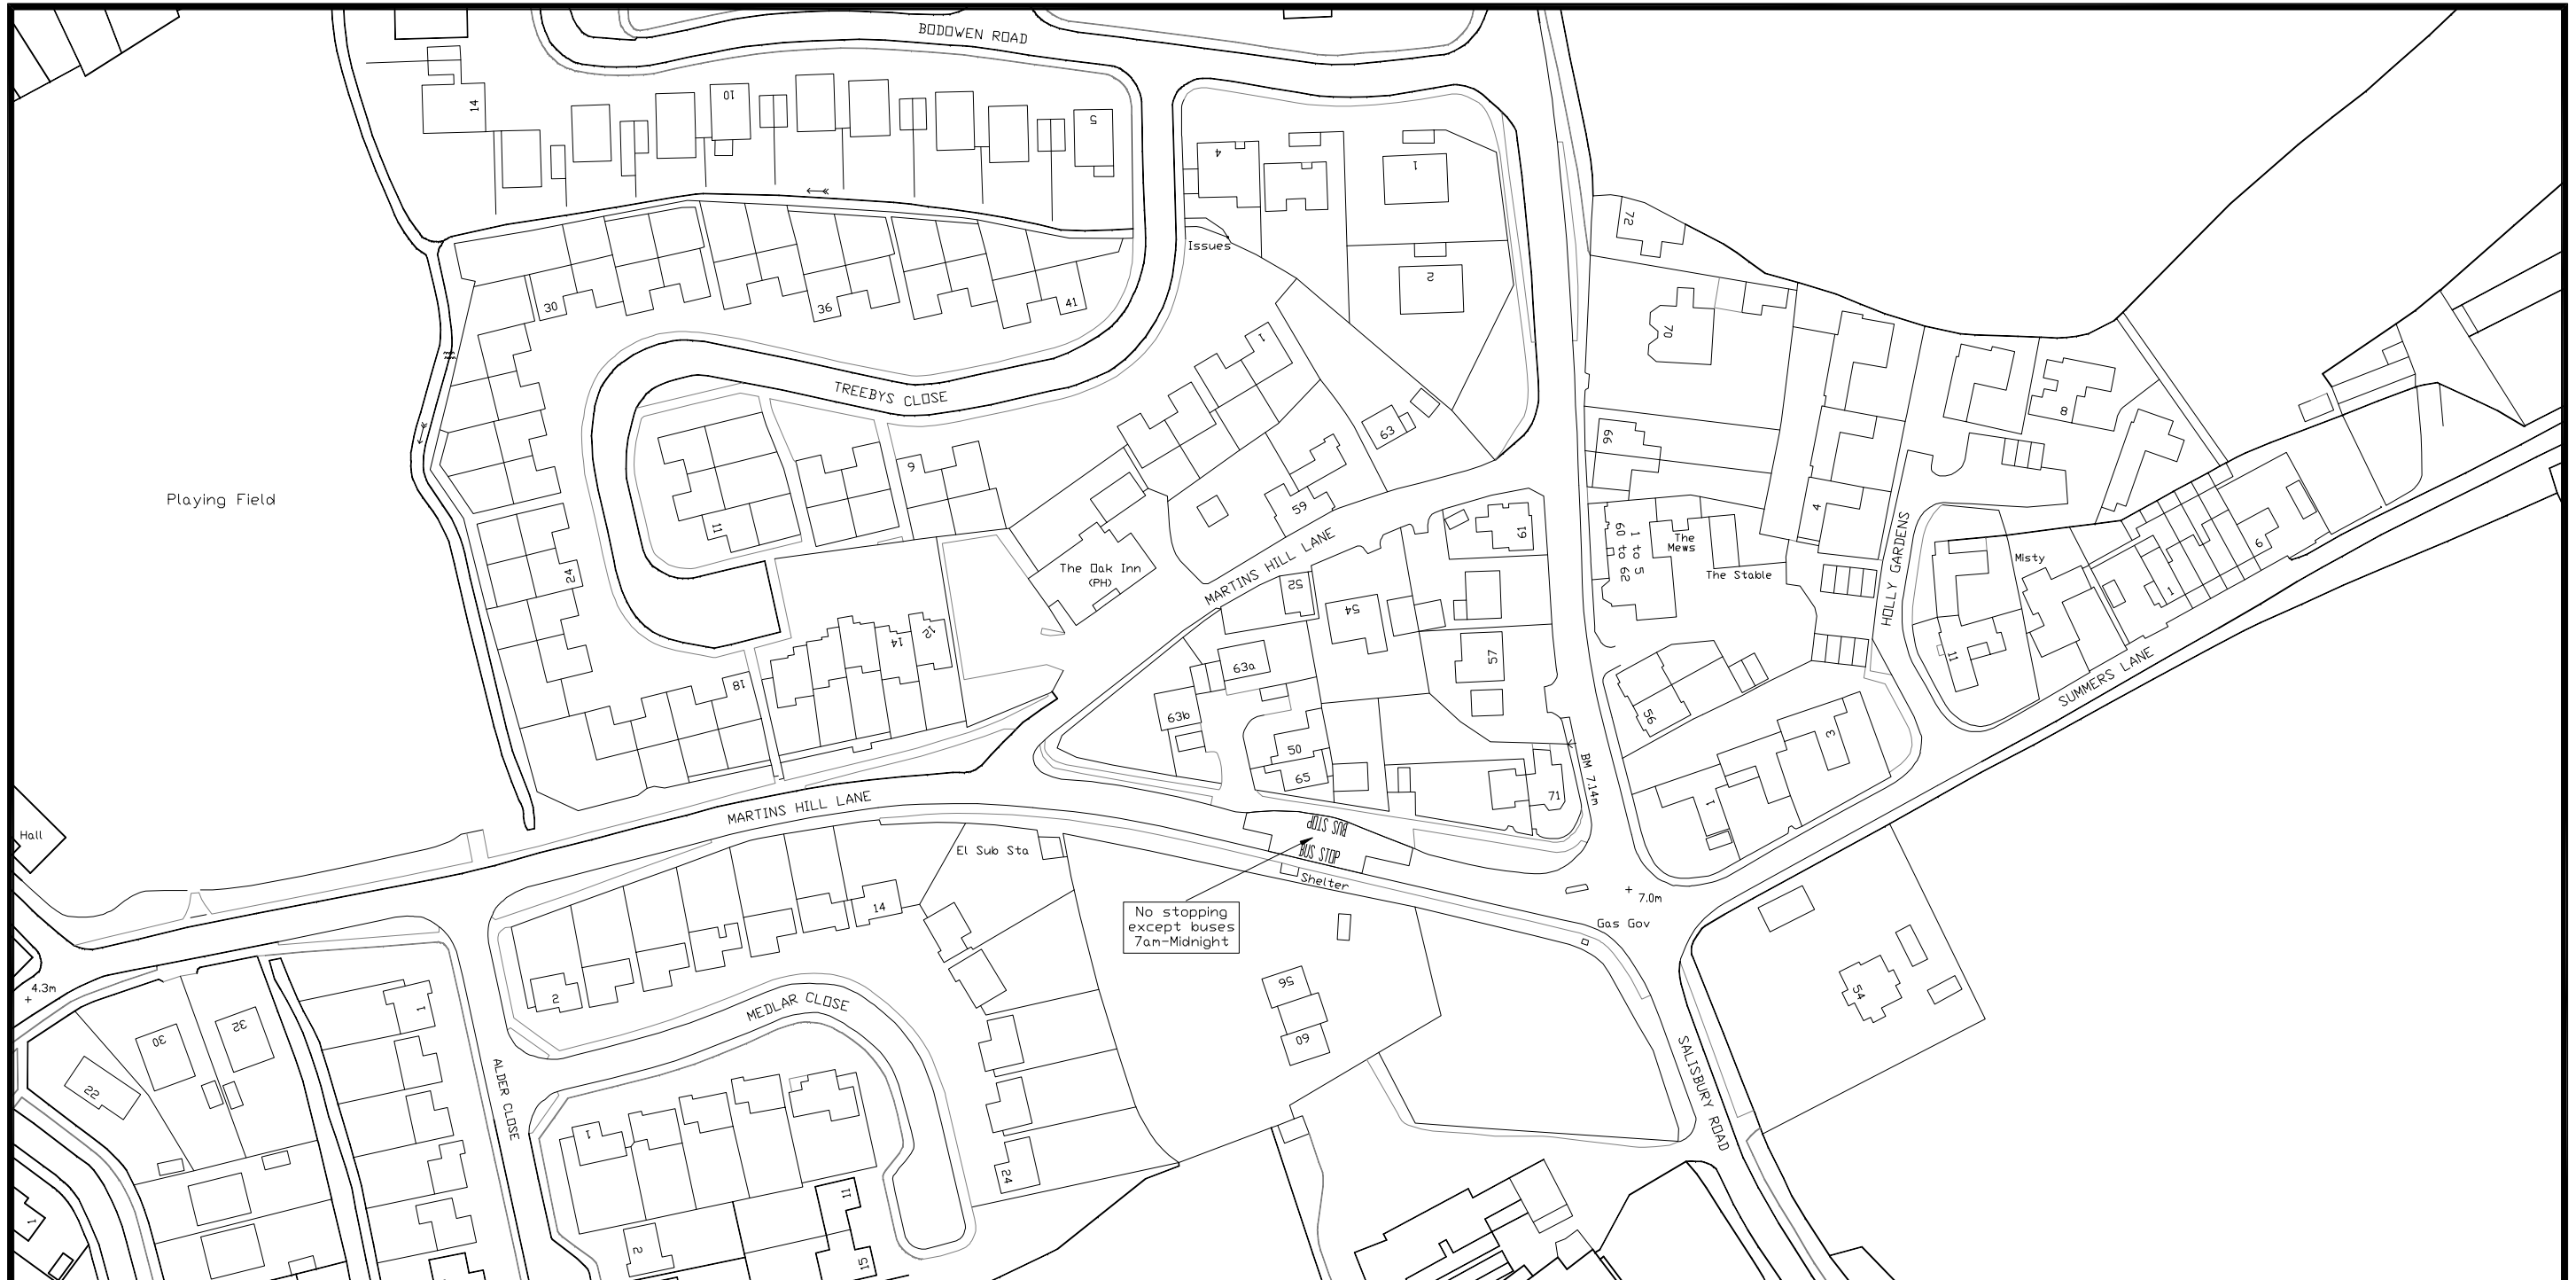 BODOWEN ROAD
14
10
5
4
1
Issues
2
72
30
36
41
70
TREEBYS CLOSE
1
63
8
66
9
Playing Field
11
59
61
4
1 to 5
60 to 62
The
Mews
MARTINS HILL LANE
The Oak Inn
(PH)
24
52
54
The Stable
HOLLY GARDENS
Misty
6
1
12
14
63a
57
11
SUMMERS LANE
18
63b
56
50
65
3
BM 7.14m
71
1
MARTINS HILL LANE
Hall
BUS STOP
BUS STOP
El Sub Sta
Shelter
7.0m
14
No stopping
except buses
7am-Midnight
Gas Gov
4.3m
2
1
MEDLAR CLOSE
56
54
30
32
60
22
ALDER CLOSE
SALISBURY ROAD
1
24
11
1
2
15